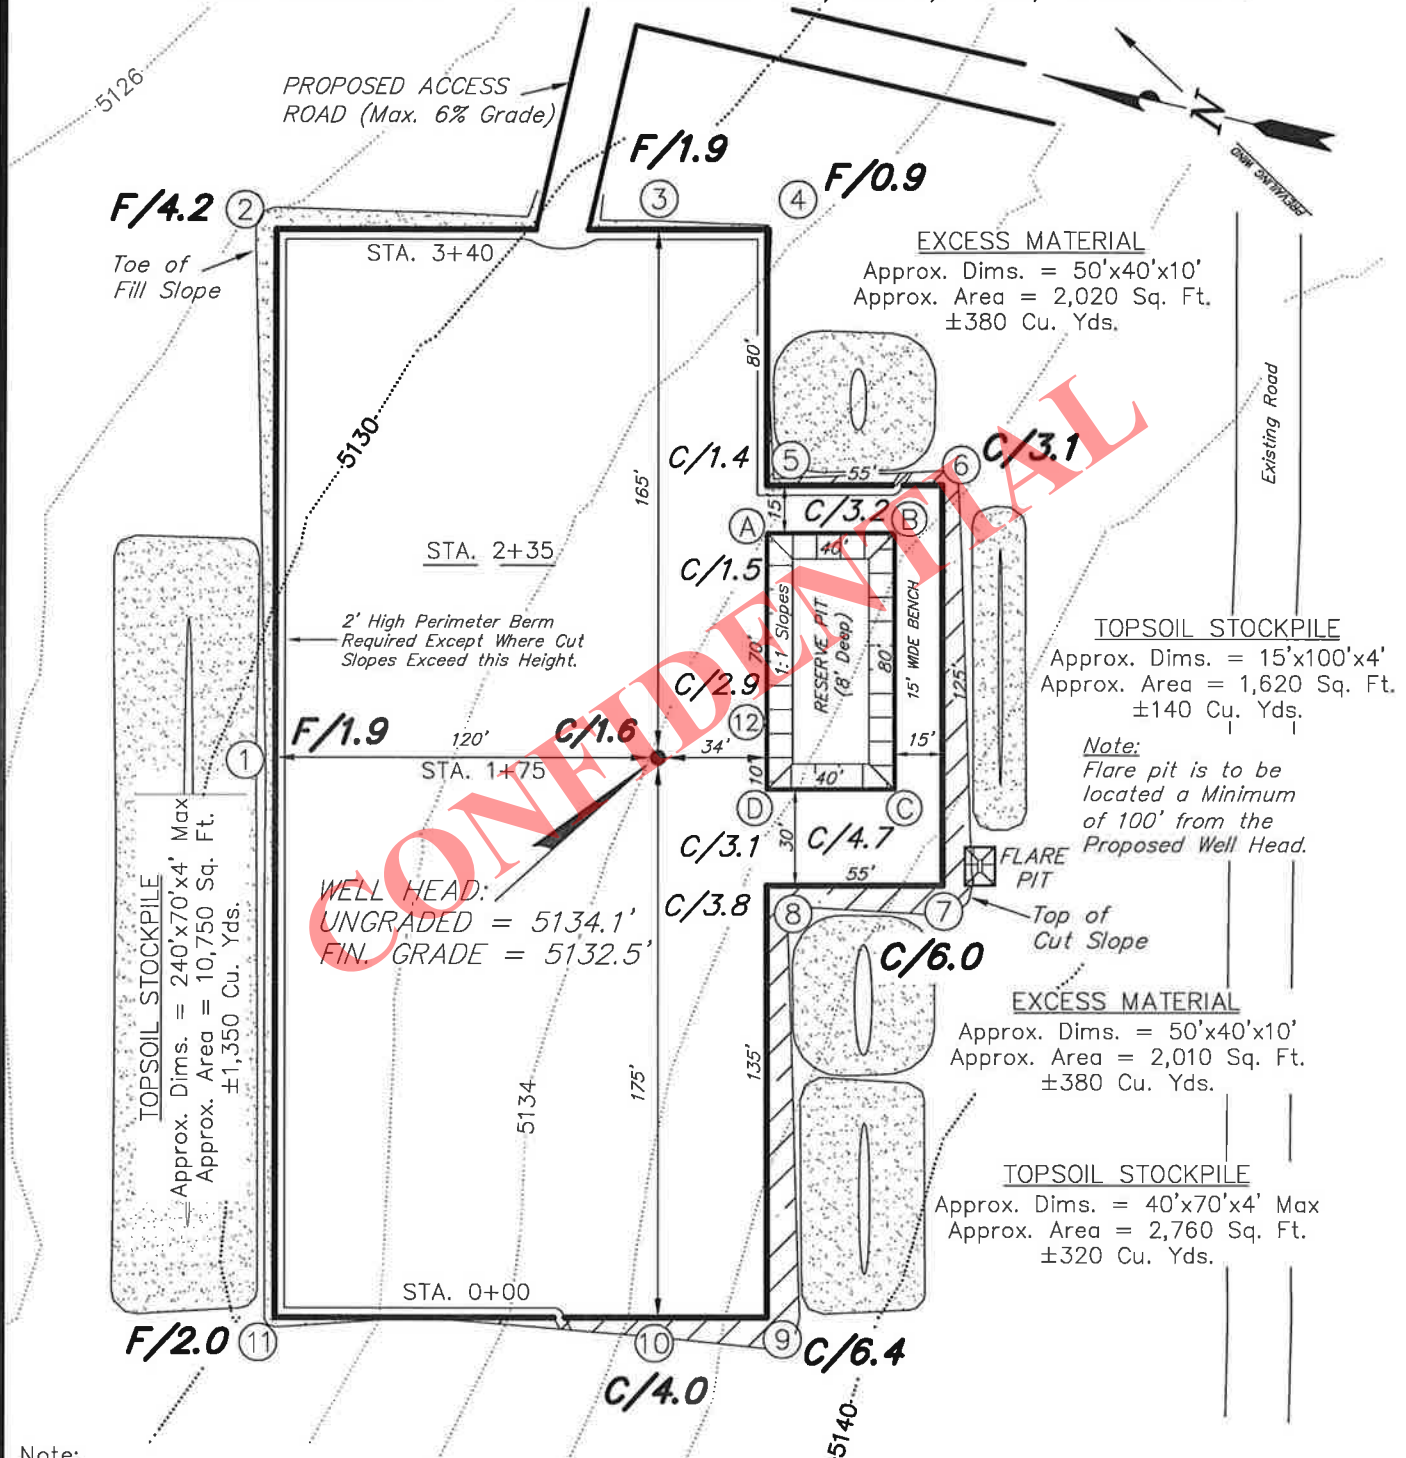 5126
PROPOSED ACCESS
ROAD (Max. 6% Grade)
F/1.9
3
4
F/0.9
N
PREVAILING WIND
F/4.2
2
STA. 3+40
Toe of
Fill Slope
EXCESS MATERIAL
Approx. Dims. = 50'x40'x10'
Approx. Area = 2,020 Sq. Ft.
±380 Cu. Yds.
80'
5130
Existing Road
C/1.4
5
55'
6
C/3.1
165'
15'
A
C/3.2
B
STA. 2+35
40'
C/1.5
2' High Perimeter Berm
Required Except Where Cut
Slopes Exceed this Height.
70'
1:1 Slopes
RESERVE PIT
(8' Deep)
80'
15' WIDE BENCH
125'
TOPSOIL STOCKPILE
Approx. Dims. = 15'x100'x4'
Approx. Area = 1,620 Sq. Ft.
±140 Cu. Yds.
C/2.9
12
1
F/1.9
120'
C/1.6
34'
15'
STA. 1+75
10'
40'
Note:
Flare pit is to be
located a Minimum
of 100' from the
Proposed Well Head.
D
C
C/3.1
30'
C/4.7
FLARE
PIT
55'
WELL HEAD:
UNGRADED = 5134.1'
FIN. GRADE = 5132.5'
C/3.8
8
7
Top of
Cut Slope
C/6.0
TOPSOIL STOCKPILE
Approx. Dims. = 240'x70'x4' Max
Approx. Area = 10,750 Sq. Ft.
±1,350 Cu. Yds.
EXCESS MATERIAL
Approx. Dims. = 50'x40'x10'
Approx. Area = 2,010 Sq. Ft.
±380 Cu. Yds.
5134
175'
135'
TOPSOIL STOCKPILE
Approx. Dims. = 40'x70'x4' Max
Approx. Area = 2,760 Sq. Ft.
±320 Cu. Yds.
STA. 0+00
F/2.0
11
10
9
C/6.4
C/4.0
5140
Note:
CONFIDENTIAL